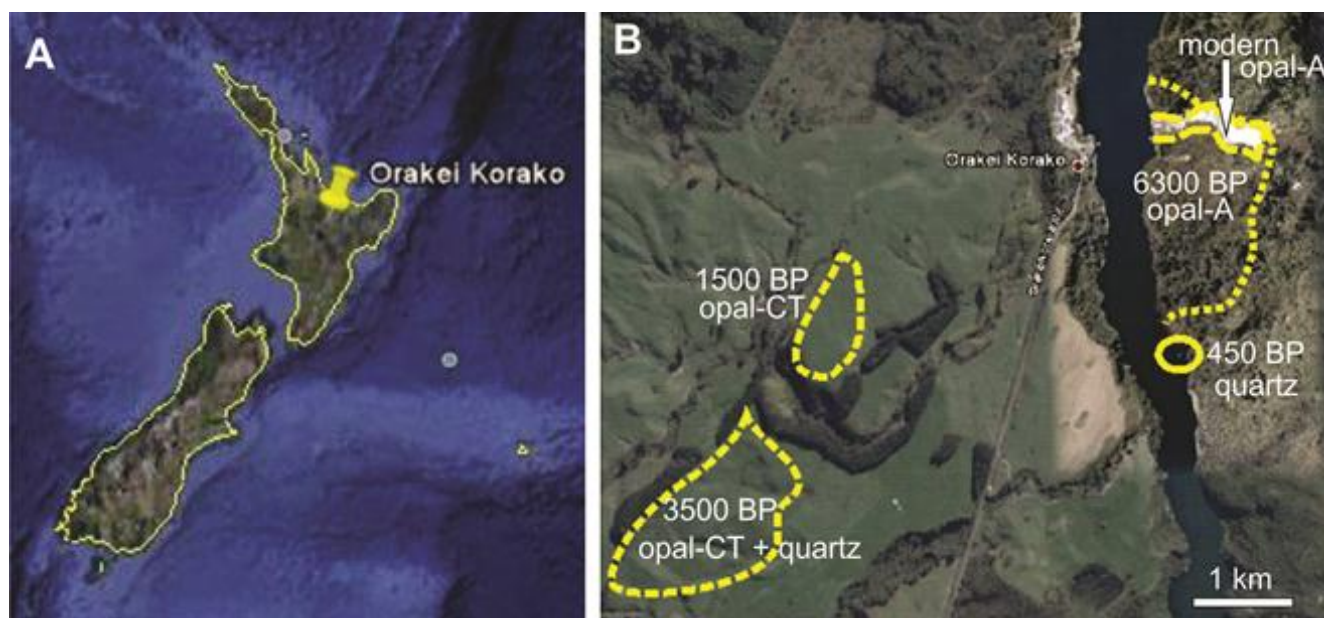 A
Orakei Korako
B
modern
opal-A
Orakei Korako
6300 BP
opal-A
1500 BP
opal-CT
450 BP
quartz
3500 BP
opal-CT + quartz
1 km